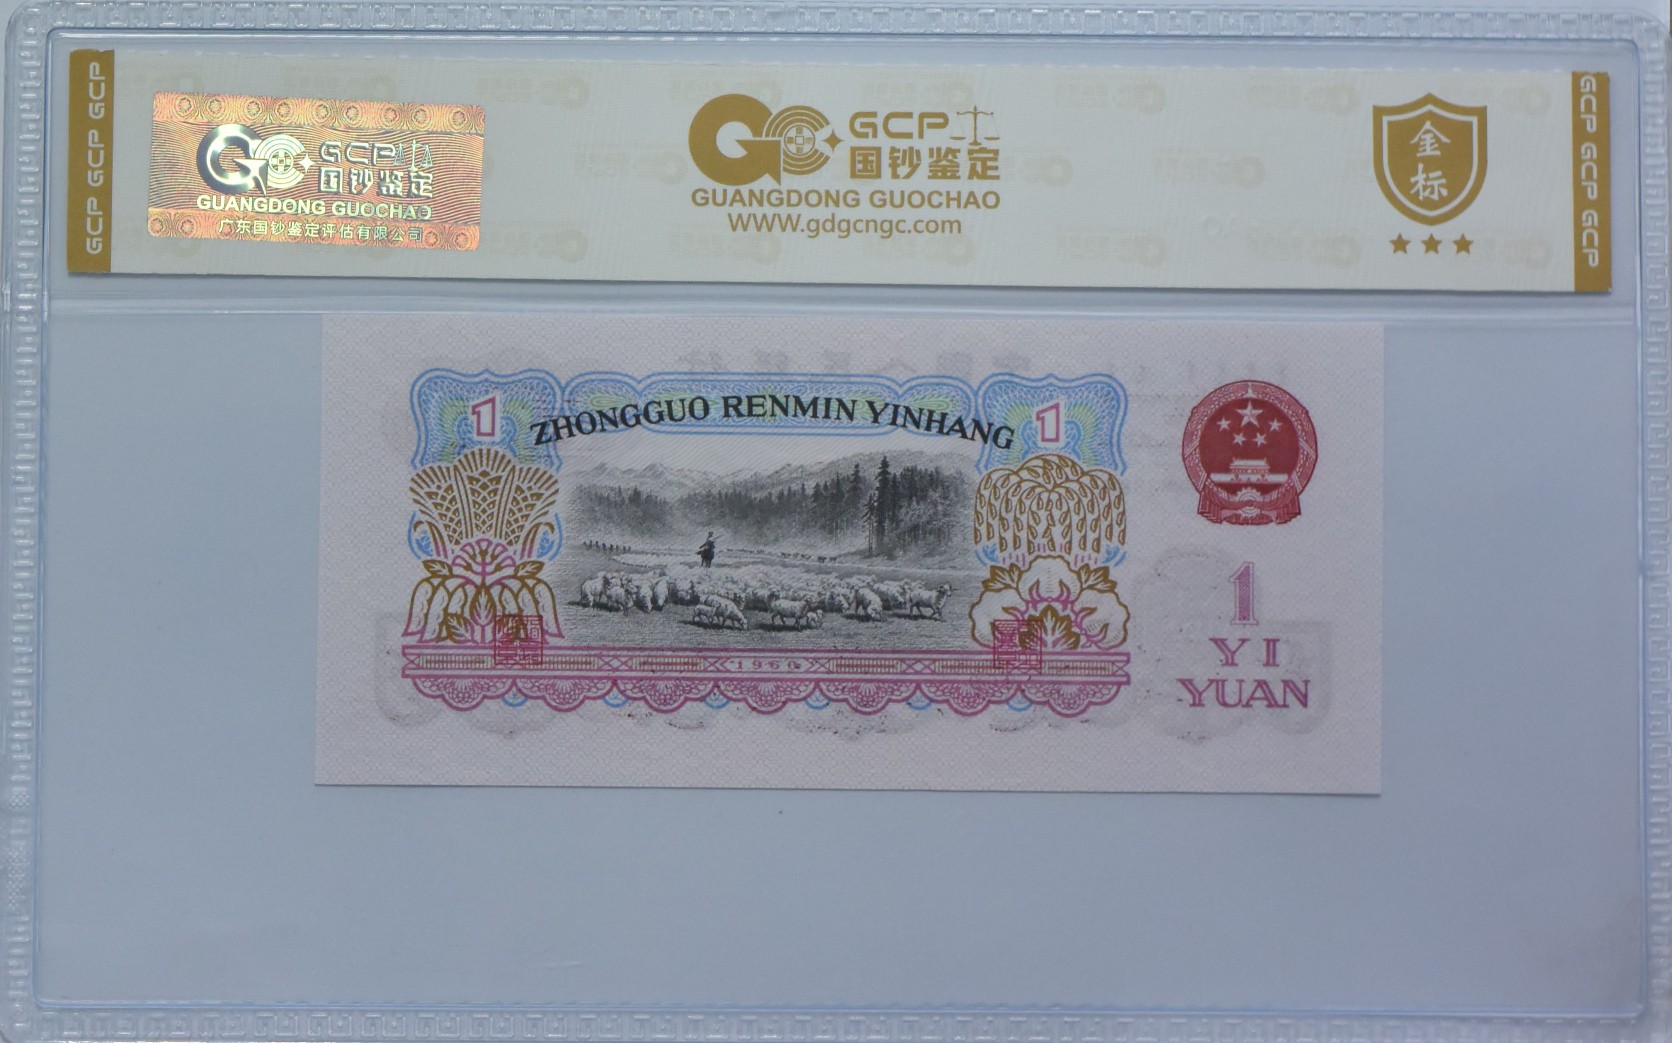 GCP GCP GCP
GCP
国钞鉴定
GUANGDONG GUOCHAO
广东国钞鉴定评估有限公司
GCP
国钞鉴定
GUANGDONG GUOCHAO
WWW.gdgcngc.com
金
标
GCP GCP GCP
1
ZHONGGUO RENMIN YINHANG
1
1960
1
YI
YUAN